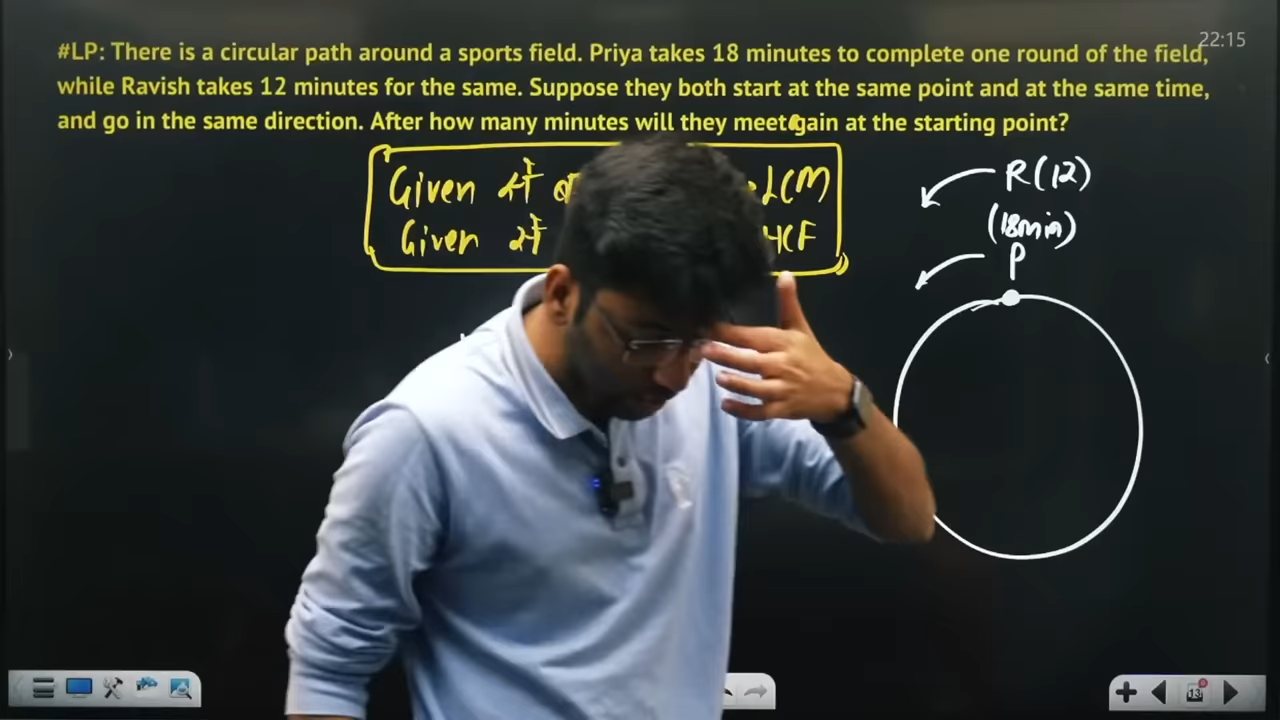 22:15
#LP: There is a circular path around a sports field. Priya takes 18 minutes to complete one round of the field,
while Ravish takes 12 minutes for the same. Suppose they both start at the same point and at the same time,
and go in the same direction. After how many minutes will they meet again at the starting point?
Given से LCM
Given से HCF
R(12)
(18min)
P
13